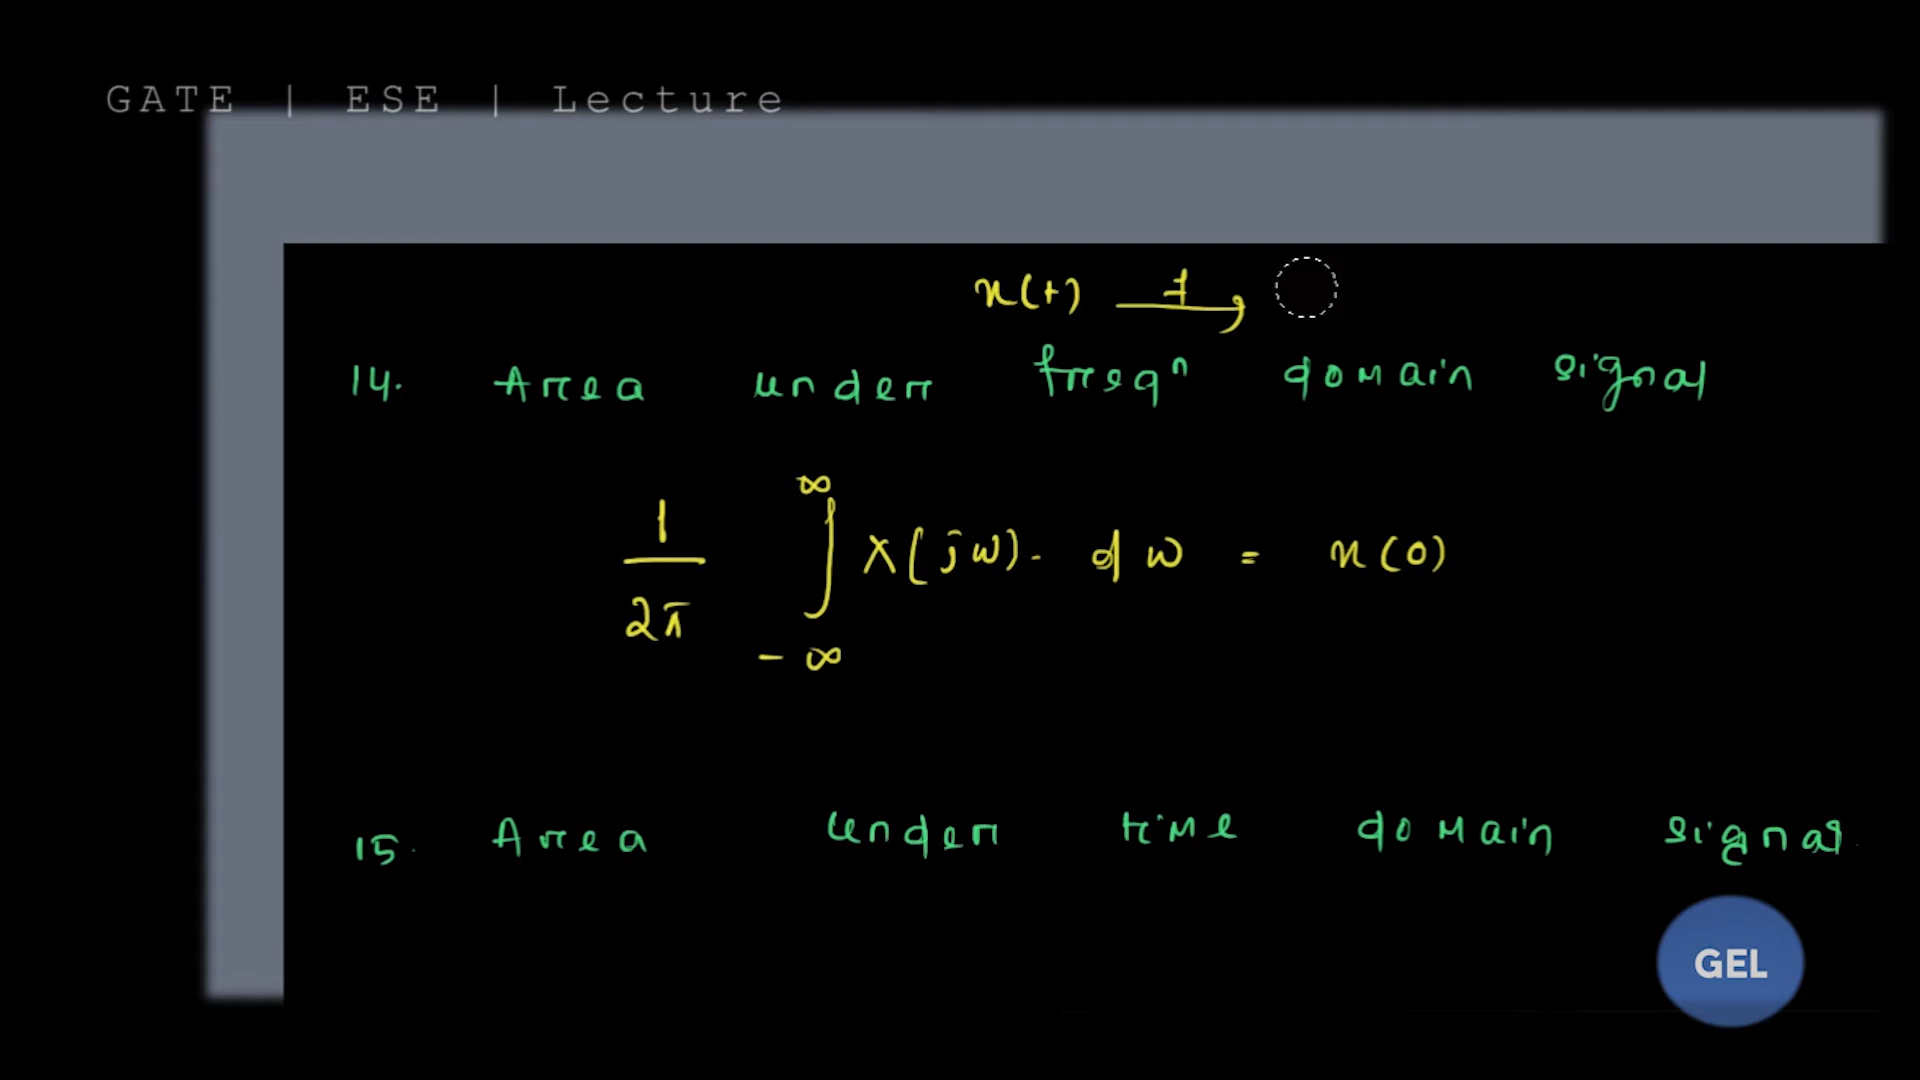 GATE | ESE | Lecture
x(t) F
14. Area under freqn domain signal
1/2π ∫_{-∞}^{∞} X(jω). dω = x(0)
15. Area under time domain signal.
GEL